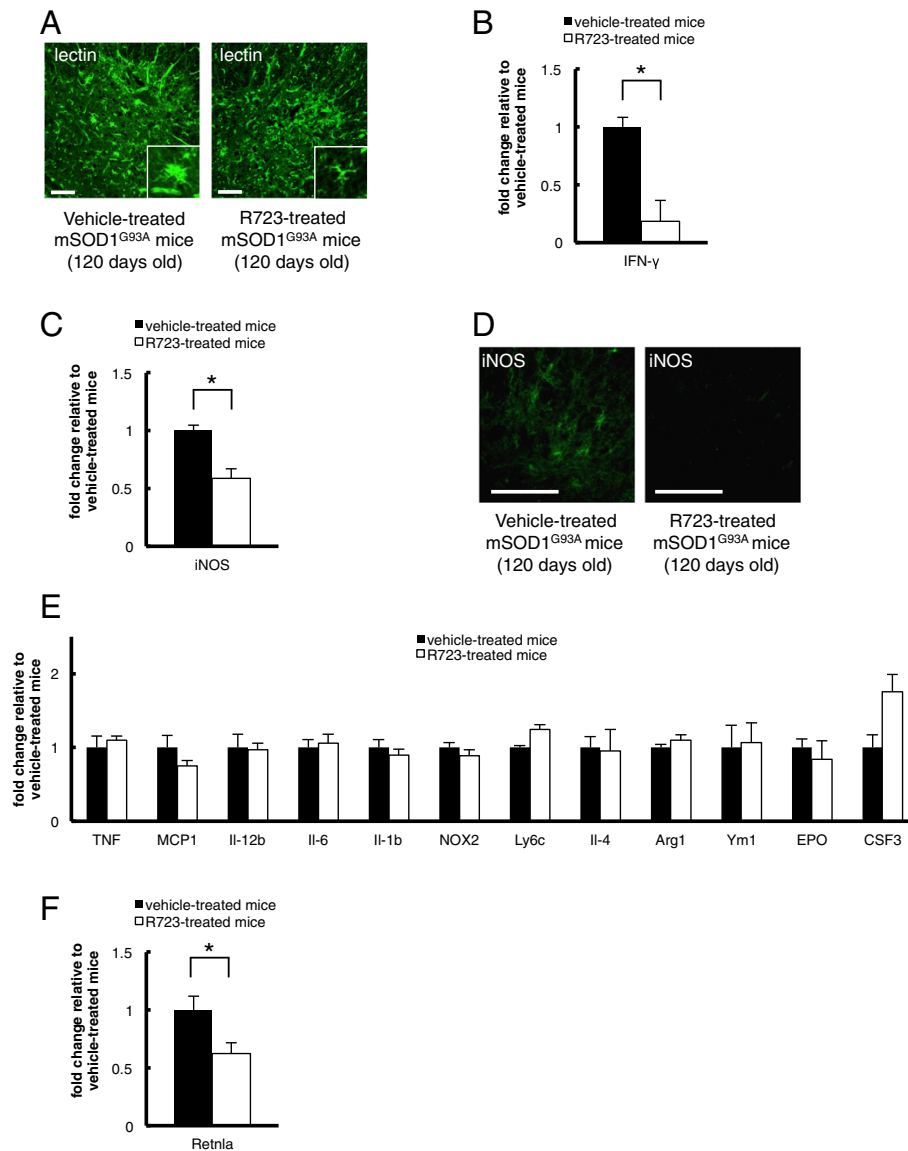 A
lectin
lectin
Vehicle-treated
mSOD1G93A mice
(120 days old)
R723-treated
mSOD1G93A mice
(120 days old)
B
vehicle-treated mice
R723-treated mice
fold change relative to
vehicle-treated mice
1.5
1
0.5
0
*
IFN-γ
C
vehicle-treated mice
R723-treated mice
fold change relative to
vehicle-treated mice
1.5
1
0.5
0
*
iNOS
D
iNOS
iNOS
Vehicle-treated
mSOD1G93A mice
(120 days old)
R723-treated
mSOD1G93A mice
(120 days old)
E
vehicle-treated mice
R723-treated mice
fold change relative to
vehicle-treated mice
2
1
0
TNF MCP1 Il-12b Il-6 Il-1b NOX2 Ly6c Il-4 Arg1 Ym1 EPO CSF3
F
vehicle-treated mice
R723-treated mice
fold change relative to
vehicle-treated mice
1.5
1
0.5
0
*
Retnla